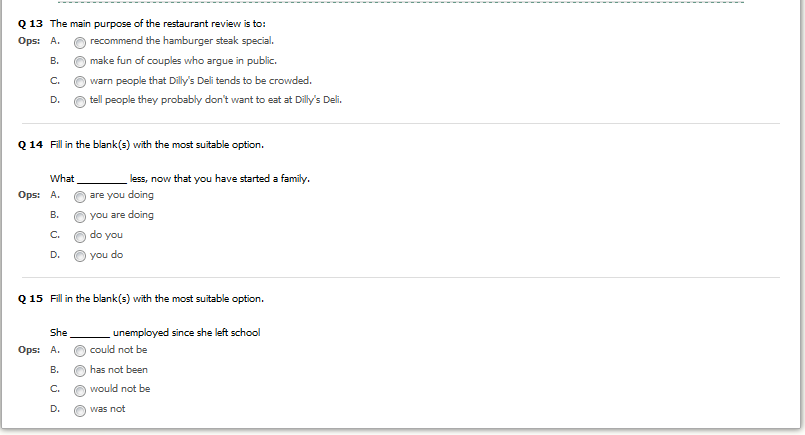 Q 13 The main purpose of the restaurant review is to:
Ops: A. recommend the hamburger steak special.
B. make fun of couples who argue in public.
C. warn people that Dilly's Deli tends to be crowded.
D. tell people they probably don't want to eat at Dilly's Deli.
Q 14 Fill in the blank(s) with the most suitable option.
What _________ less, now that you have started a family.
Ops: A. are you doing
B. you are doing
C. do you
D. you do
Q 15 Fill in the blank(s) with the most suitable option.
She _______ unemployed since she left school
Ops: A. could not be
B. has not been
C. would not be
D. was not